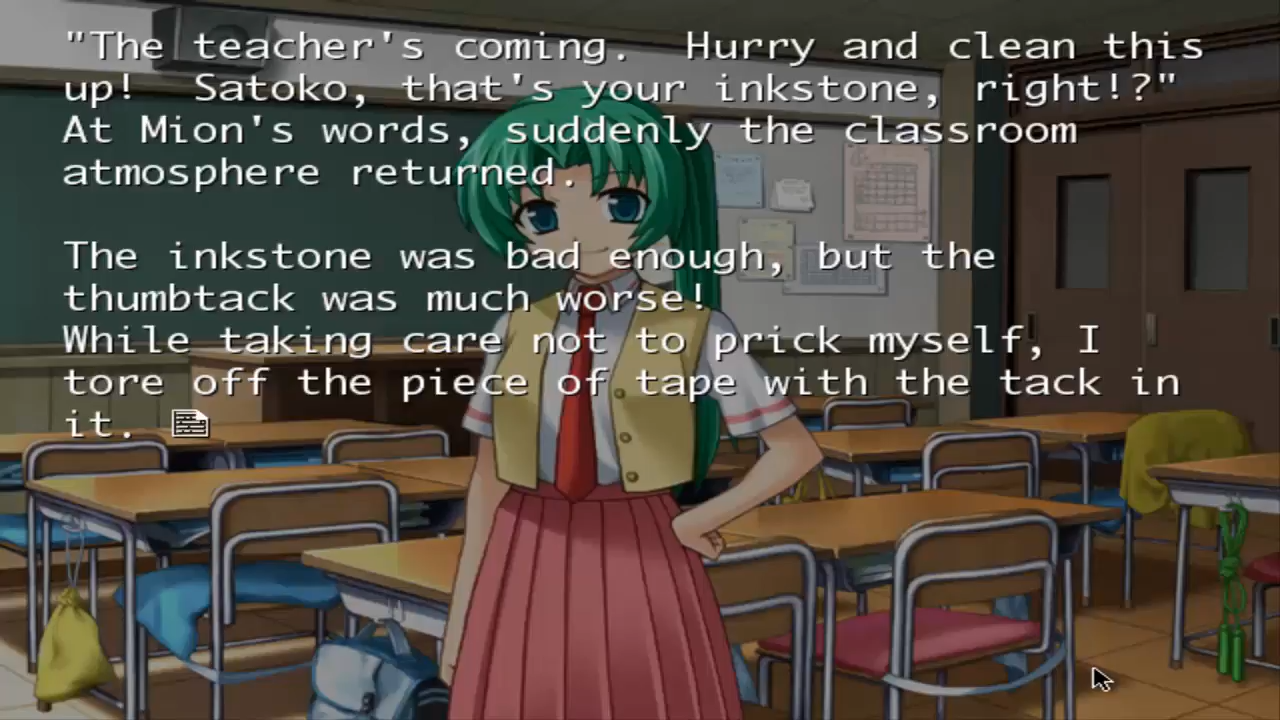 "The teacher's coming.  Hurry and clean this
up!  Satoko, that's your inkstone, right!?"
At Mion's words, suddenly the classroom
atmosphere returned.
The inkstone was bad enough, but the
thumbtack was much worse!
While taking care not to prick myself, I
tore off the piece of tape with the tack in
it.